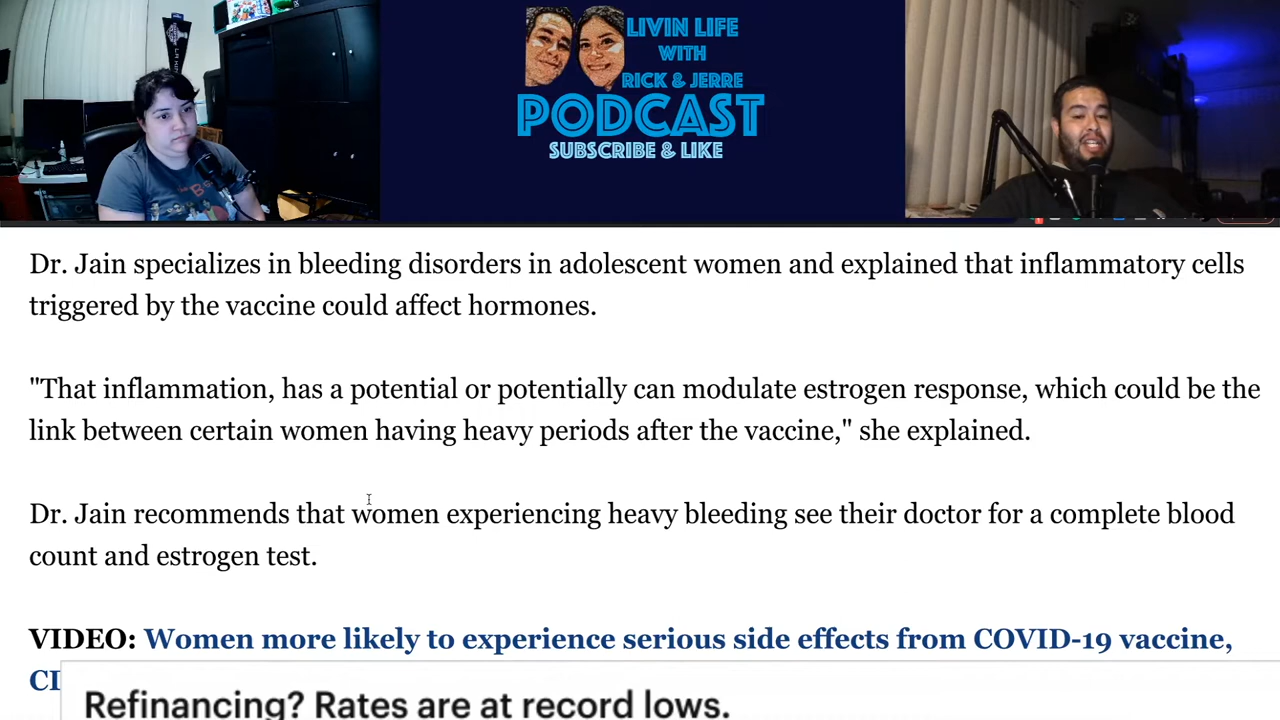 LIVIN LIFE
WITH
RICK & JERRE
PODCAST
SUBSCRIBE & LIKE
Dr. Jain specializes in bleeding disorders in adolescent women and explained that inflammatory cells
triggered by the vaccine could affect hormones.
"That inflammation, has a potential or potentially can modulate estrogen response, which could be the
link between certain women having heavy periods after the vaccine," she explained.
Dr. Jain recommends that women experiencing heavy bleeding see their doctor for a complete blood
count and estrogen test.
VIDEO: Women more likely to experience serious side effects from COVID-19 vaccine,
Refinancing? Rates are at record lows.